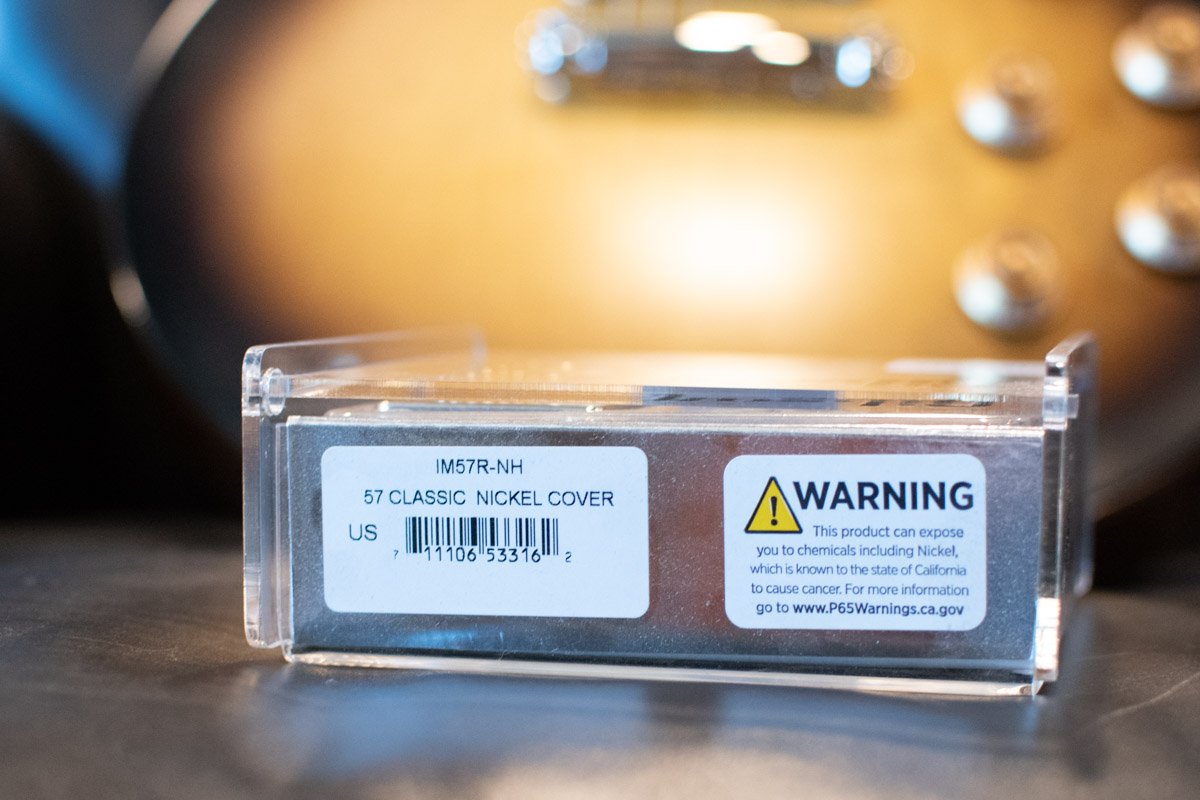 IM57R-NH
57 CLASSIC NICKEL COVER
US
7 11106 53316 2
WARNING
This product can expose
you to chemicals including Nickel,
which is known to the state of California
to cause cancer. For more information
go to www.P65Warnings.ca.gov